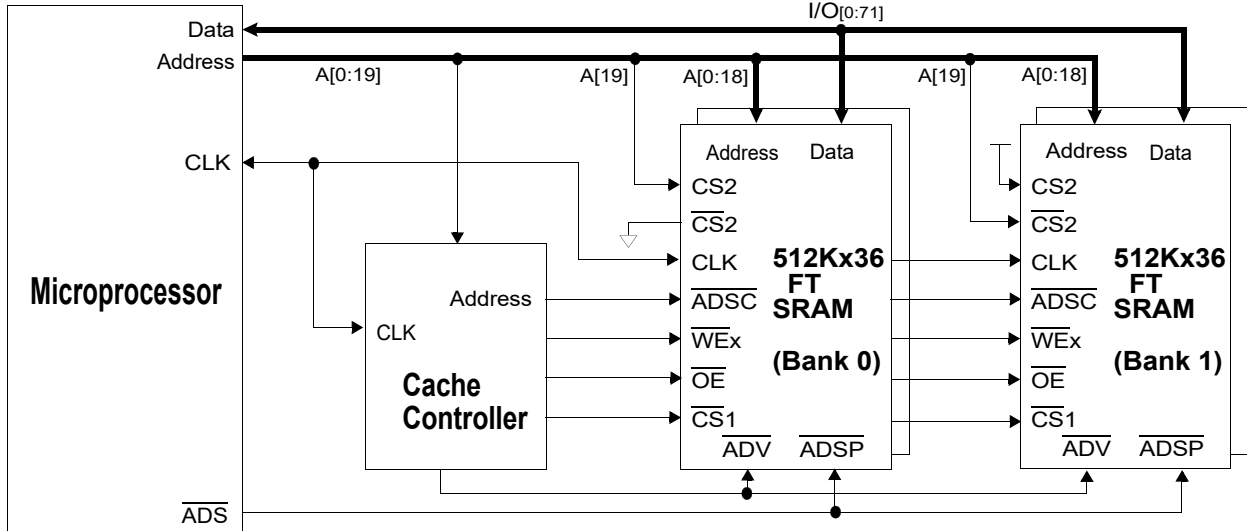 I/O[0:71]
Data
Address
A[0:19]
A[19]
A[0:18]
A[19]
A[0:18]
CLK
Microprocessor
ADS
Address
CLK
Cache
Controller
Address Data
CS2
CS2
CLK
ADSC
WEx
OE
CS1
ADV ADSP
512Kx36
FT
SRAM
(Bank 0)
Address Data
CS2
CS2
CLK
ADSC
WEx
OE
CS1
ADV ADSP
512Kx36
FT
SRAM
(Bank 1)